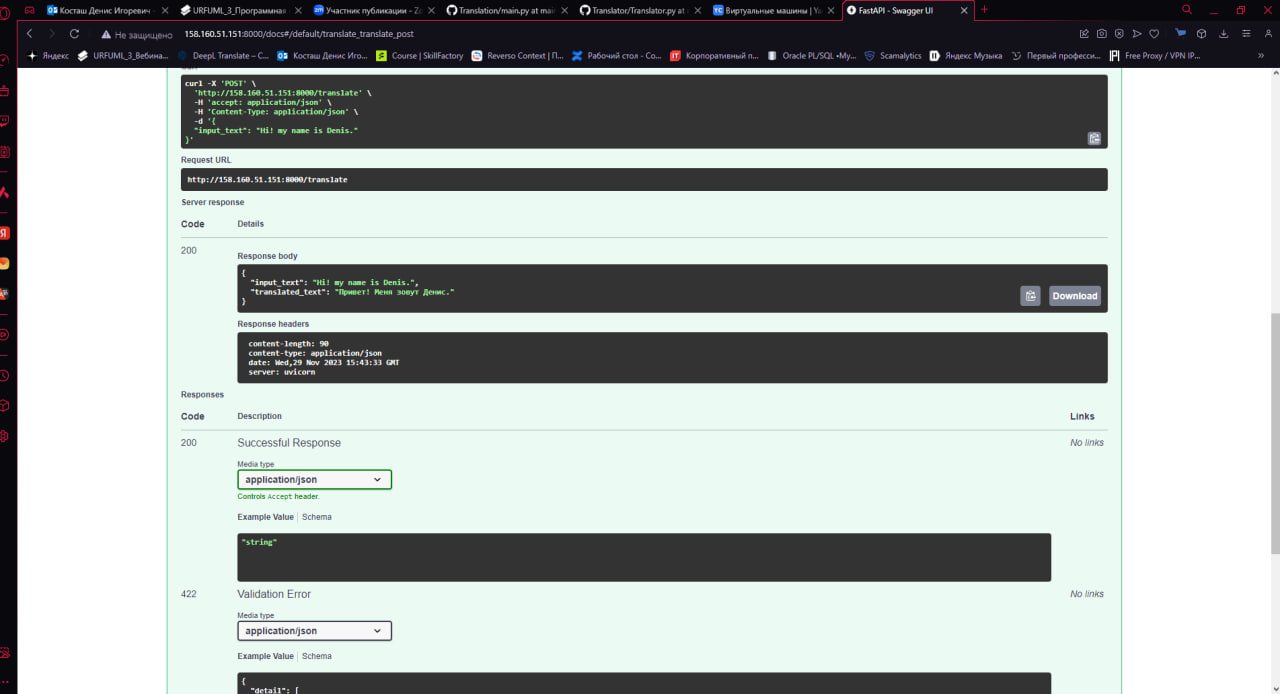 Косташ Денис Игоревич -
URFUML_3_Программная
Участник публикации - Zo
Translation/main.py at mai
Translator/Translator.py at
Виртуальные машины | Ya
FastAPI - Swagger UI
Не защищено 158.160.51.151:8000/docs#/default/translate_translate_post
Яндекс
URFUML_3_Вебина...
DeepL Translate – С...
Косташ Денис Иго...
Course | SkillFactory
Reverso Context | П...
Рабочий стол - Co...
Корпоративный п...
Oracle PL/SQL •My...
Scamalytics
Яндекс Музыка
Первый професси...
Free Proxy / VPN IP...
curl -X 'POST' \
'http://158.160.51.151:8000/translate' \
-H 'accept: application/json' \
-H 'Content-Type: application/json' \
-d '{
"input_text": "Hi! my name is Denis."
}'
Request URL
http://158.160.51.151:8000/translate
Server response
Code Details
200
Response body
{
"input_text": "Hi! my name is Denis.",
"translated_text": "Привет! Меня зовут Денис."
}
Download
Response headers
content-length: 90
content-type: application/json
date: Wed,29 Nov 2023 15:43:33 GMT
server: uvicorn
Responses
Code Description Links
200 Successful Response No links
Media type
application/json
Controls Accept header.
Example Value | Schema
"string"
422 Validation Error No links
Media type
application/json
Example Value | Schema
{
"detail": [